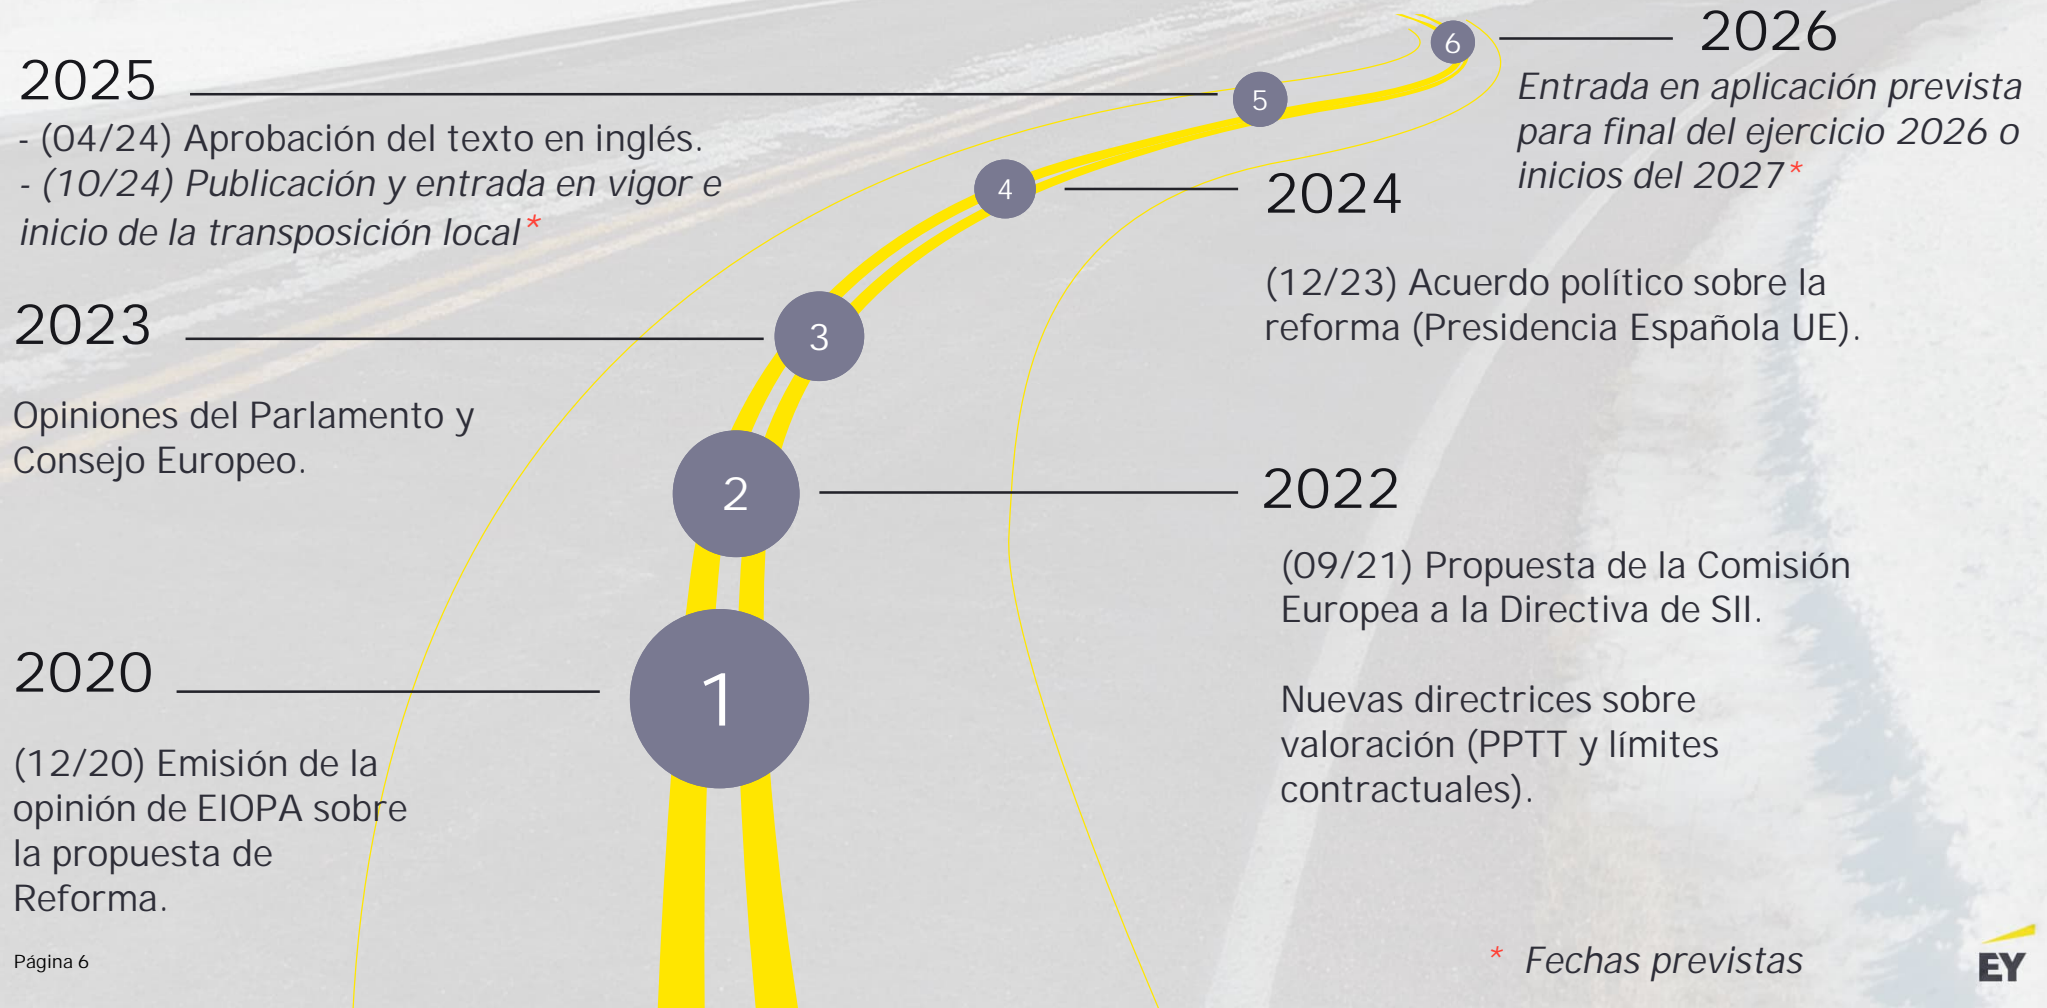 2025
- (04/24) Aprobación del texto en inglés.
- (10/24) Publicación y entrada en vigor e
inicio de la transposición local*
2023
Opiniones del Parlamento y
Consejo Europeo.
2020
(12/20) Emisión de la
opinión de EIOPA sobre
la propuesta de
Reforma.
6
5
4
3
2
1
2026
Entrada en aplicación prevista
para final del ejercicio 2026 o
inicios del 2027*
2024
(12/23) Acuerdo político sobre la
reforma (Presidencia Española UE).
2022
(09/21) Propuesta de la Comisión
Europea a la Directiva de SII.
Nuevas directrices sobre
valoración (PPTT y límites
contractuales).
Página 6
* Fechas previstas
EY